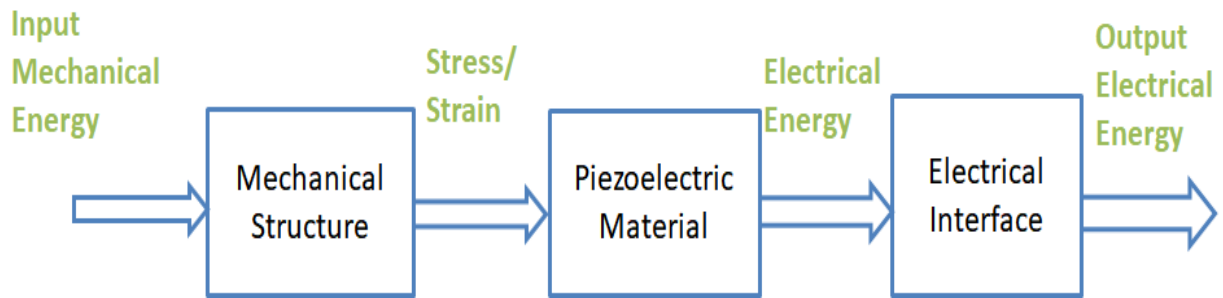 Input
Mechanical
Energy
Mechanical
Structure
Stress/
Strain
Piezoelectric
Material
Electrical
Energy
Electrical
Interface
Output
Electrical
Energy